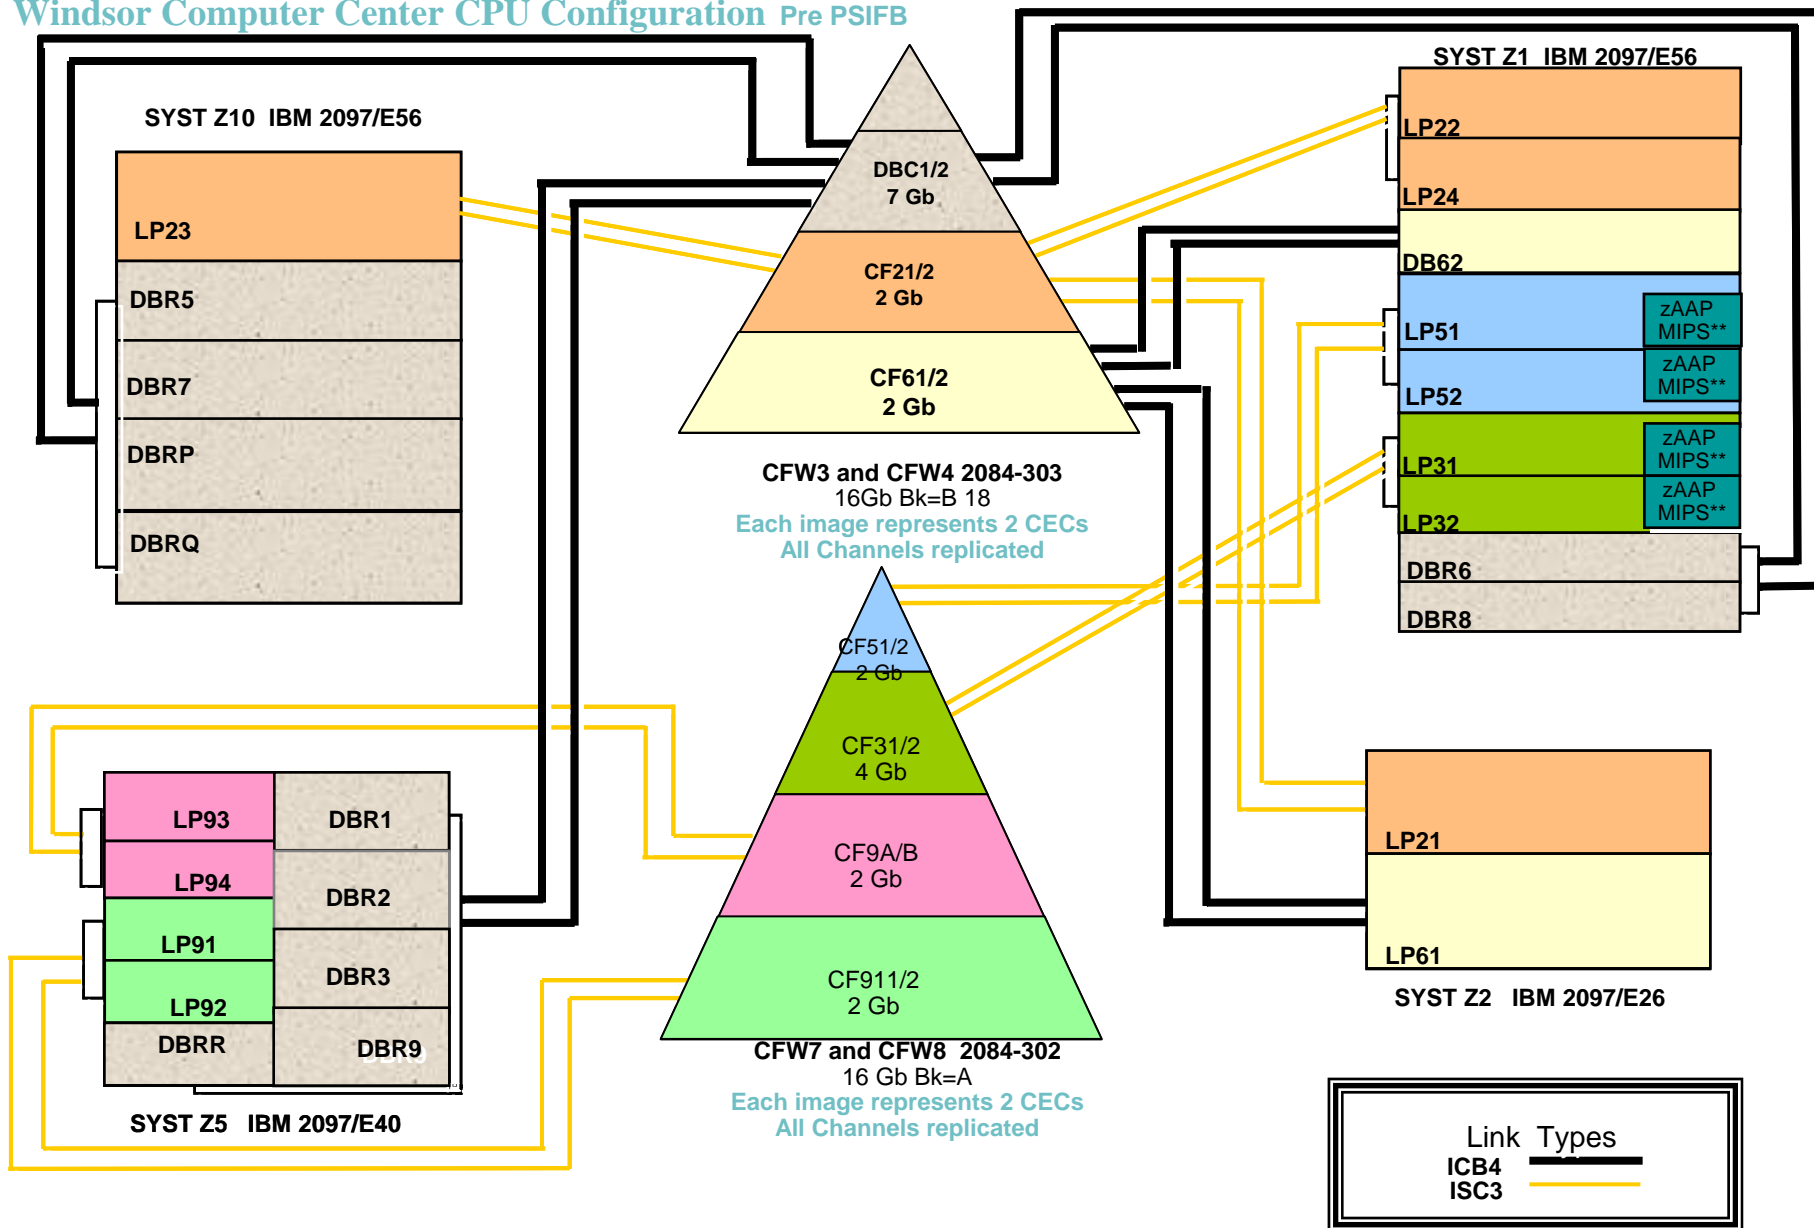 Windsor Computer Center CPU Configuration Pre PSIFB
SYST Z10 IBM 2097/E56
LP23
DBR5
DBR7
DBRP
DBRQ
DBC1/2
7 Gb
CF21/2
2 Gb
CF61/2
2 Gb
CFW3 and CFW4 2084-303
16Gb Bk=B 18
Each image represents 2 CECs
All Channels replicated
SYST Z1 IBM 2097/E56
LP22
LP24
DB62
LP51
zAAP
MIPS**
LP52
zAAP
MIPS**
LP31
zAAP
MIPS**
LP32
zAAP
MIPS**
DBR6
DBR8
CF51/2
2 Gb
CF31/2
4 Gb
CF9A/B
2 Gb
CF911/2
2 Gb
CFW7 and CFW8 2084-302
16 Gb Bk=A
Each image represents 2 CECs
All Channels replicated
LP93
DBR1
LP94
DBR2
LP91
DBR3
LP92
DBRR
DBR9
SYST Z5 IBM 2097/E40
LP21
LP61
SYST Z2 IBM 2097/E26
Link Types
ICB4
ISC3